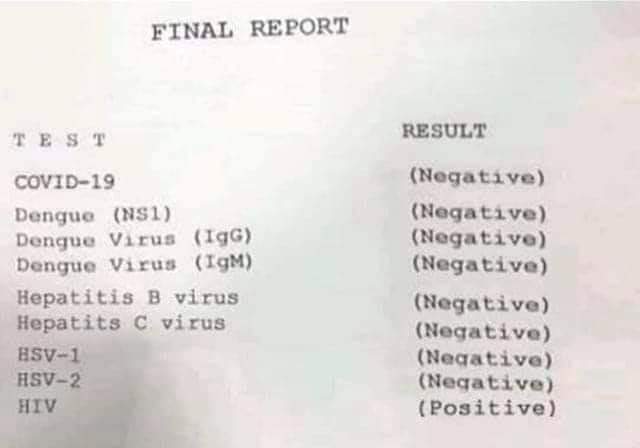 FINAL REPORT
T E S T RESULT
COVID-19 (Negative)
Dengue (NS1) (Negative)
Dengue Virus (IgG) (Negative)
Dengue Virus (IgM) (Negative)
Hepatitis B virus (Negative)
Hepatits C virus (Negative)
HSV-1 (Negative)
HSV-2 (Negative)
HIV (Positive)